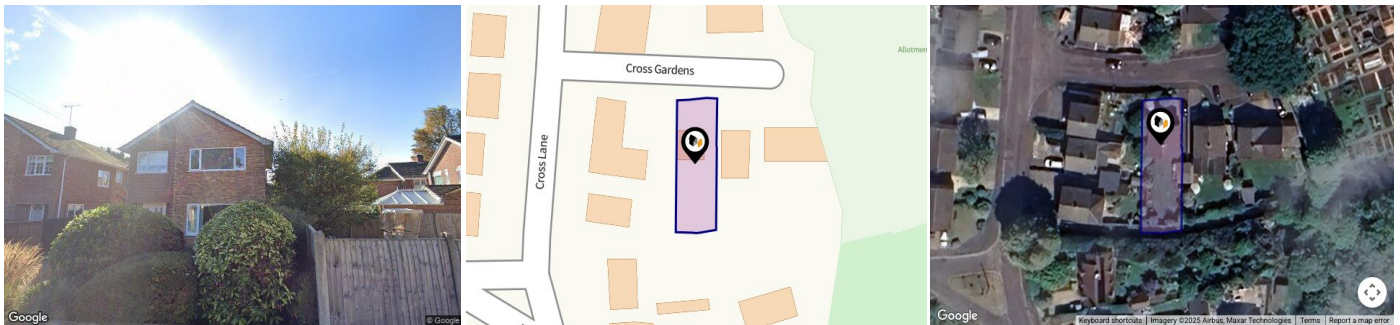 Google
© Google
Cross Lane
Cross Gardens
Allotmen
Google
Keyboard shortcuts
Imagery ©2025 Airbus, Maxar Technologies
Terms
Report a map error